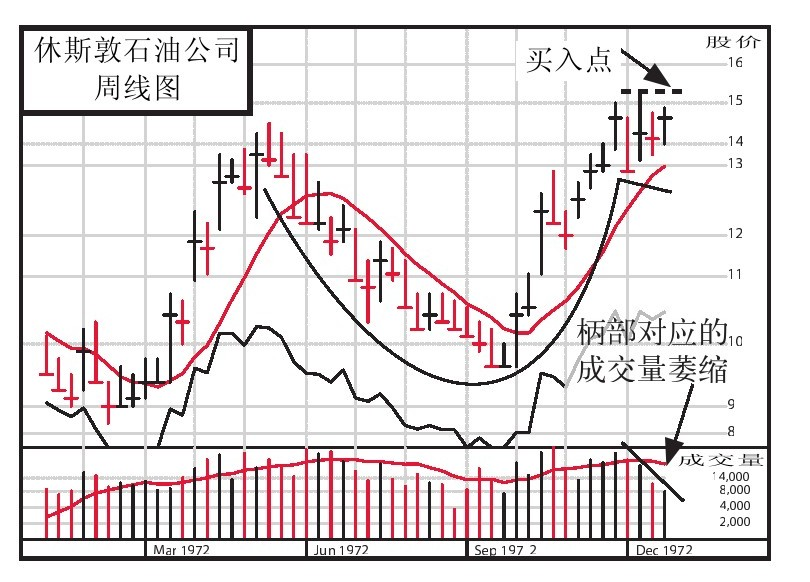 休斯敦石油公司
周线图
股价
买入点
16
15
14
13
12
11
10
9
8
柄部对应的
成交量萎缩
成交量
14,000
8,000
4,000
2,000
Mar 1972
Jun 1972
Sep 197 2
Dec 1972